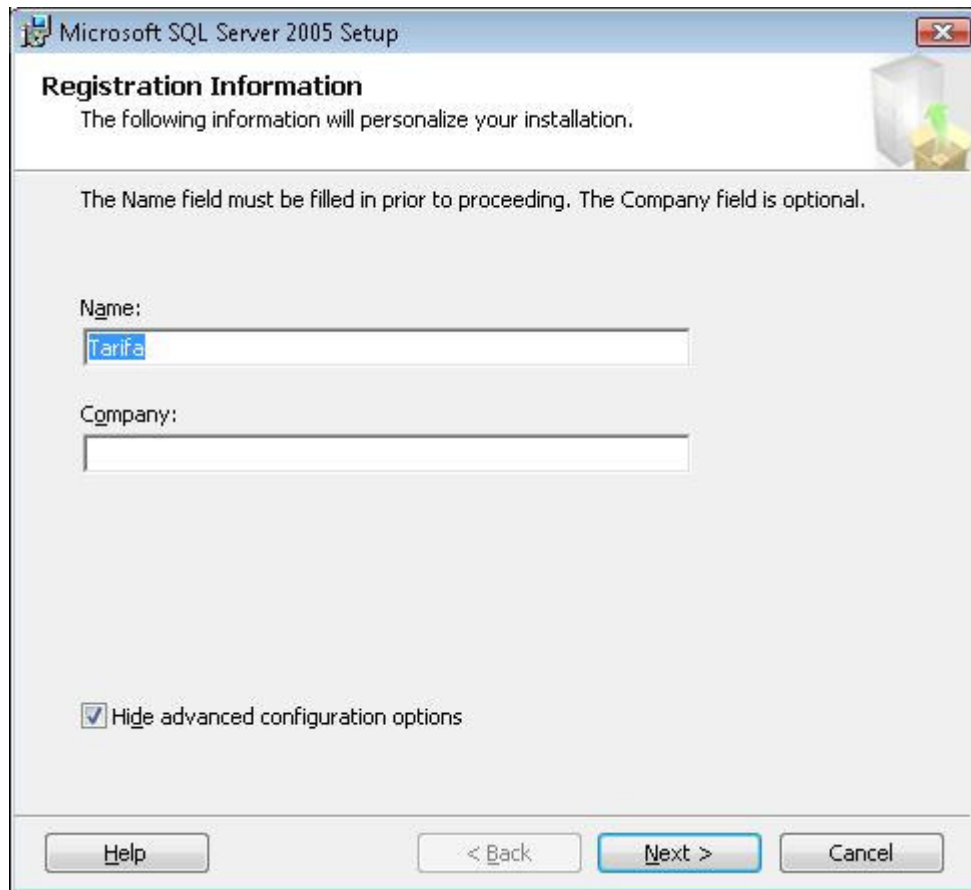 Microsoft SQL Server 2005 Setup
Registration Information
The following information will personalize your installation.
The Name field must be filled in prior to proceeding. The Company field is optional.
Name:
Tarifa
Company:
Hide advanced configuration options
Help
< Back
Next >
Cancel